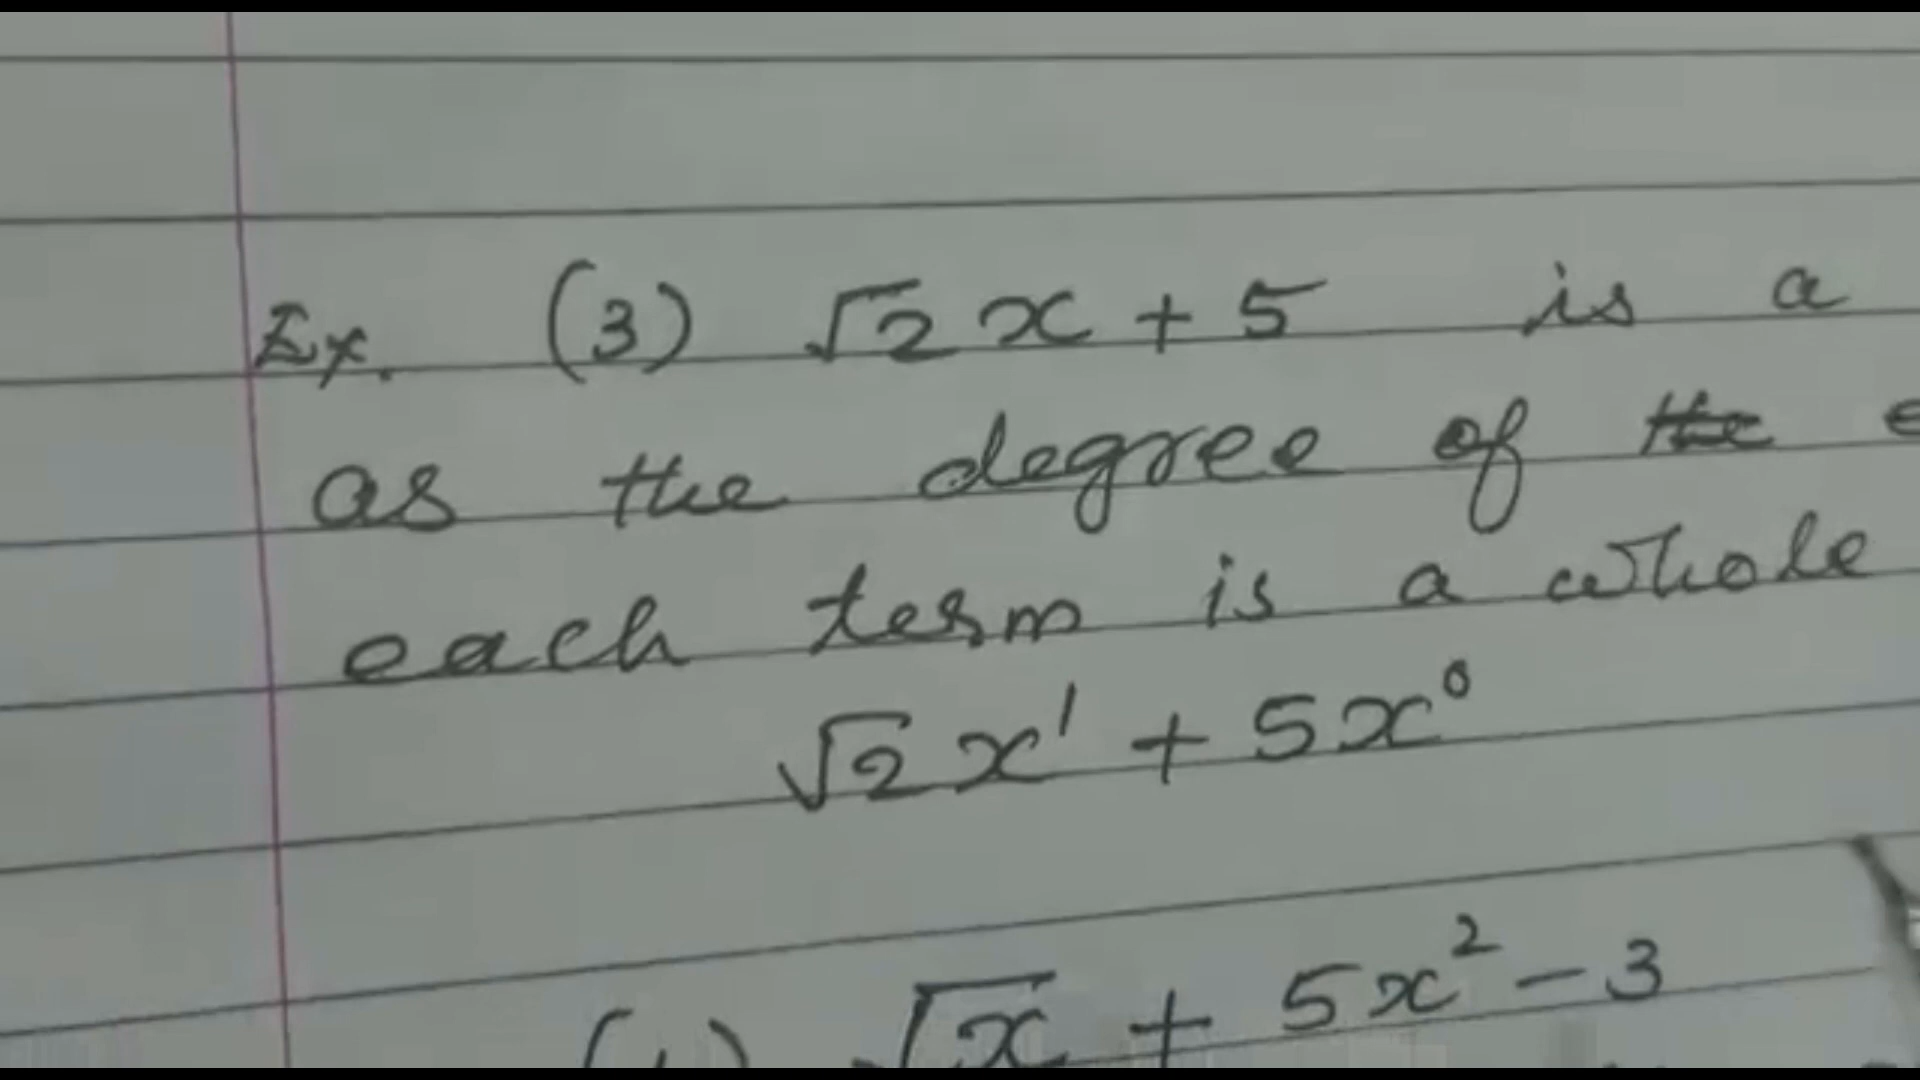 Ex. (3) √2x + 5 is a
as the degree of the
each term is a whole
√2x¹ + 5x⁰
√x + 5x² - 3